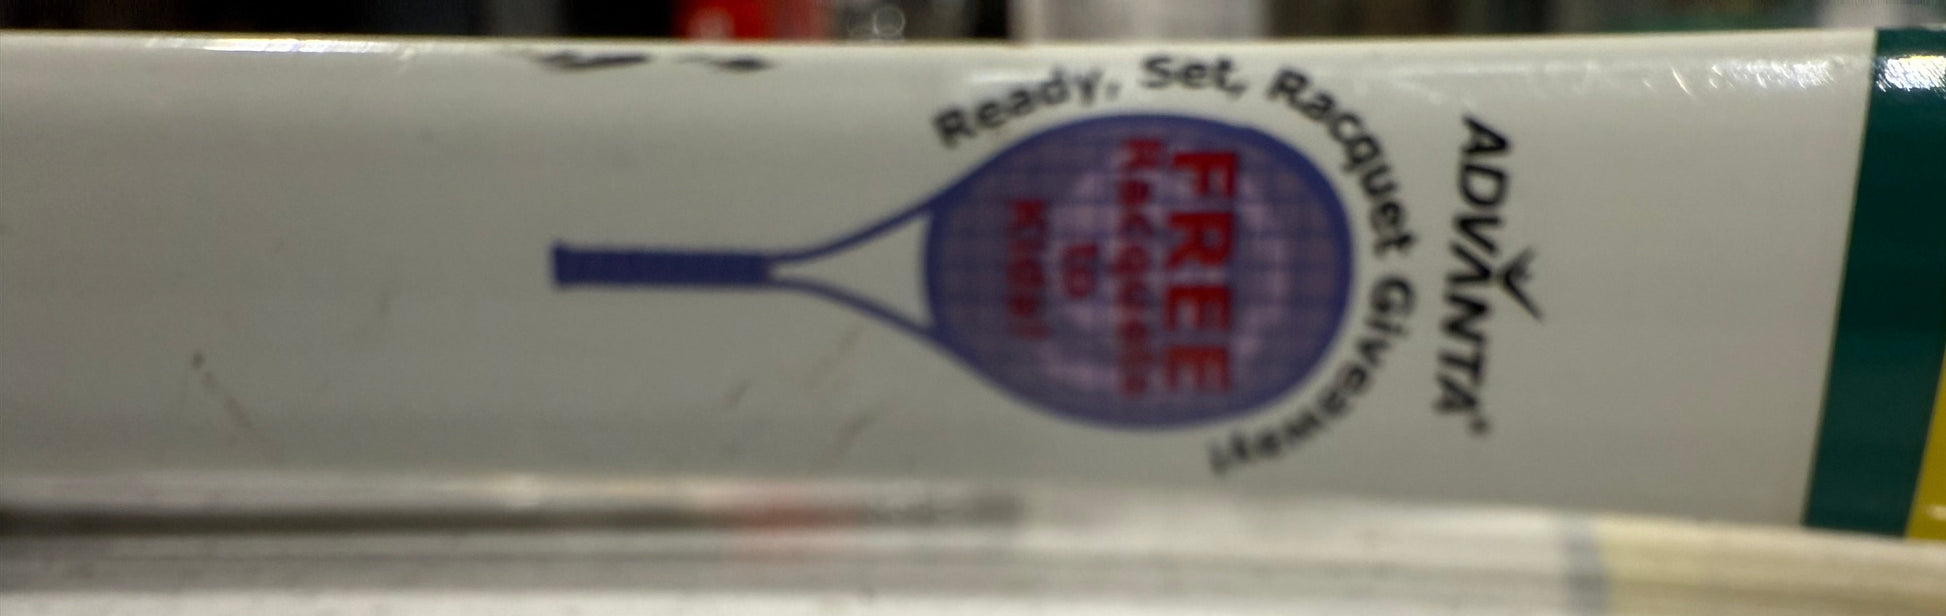 ADVANTA®
Ready, Set, Racquet Giveaway!
FREE
Racquets
to
Kids!